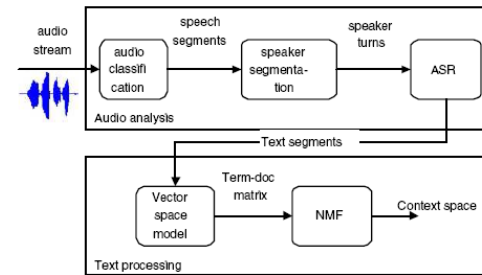 audio
stream
speech
segments
speaker
turns
audio
classifi
cation
speaker
segmenta-
tion
ASR
Audio analysis
Text segments
Term-doc
matrix
Vector
space
model
NMF
Context space
Text processing